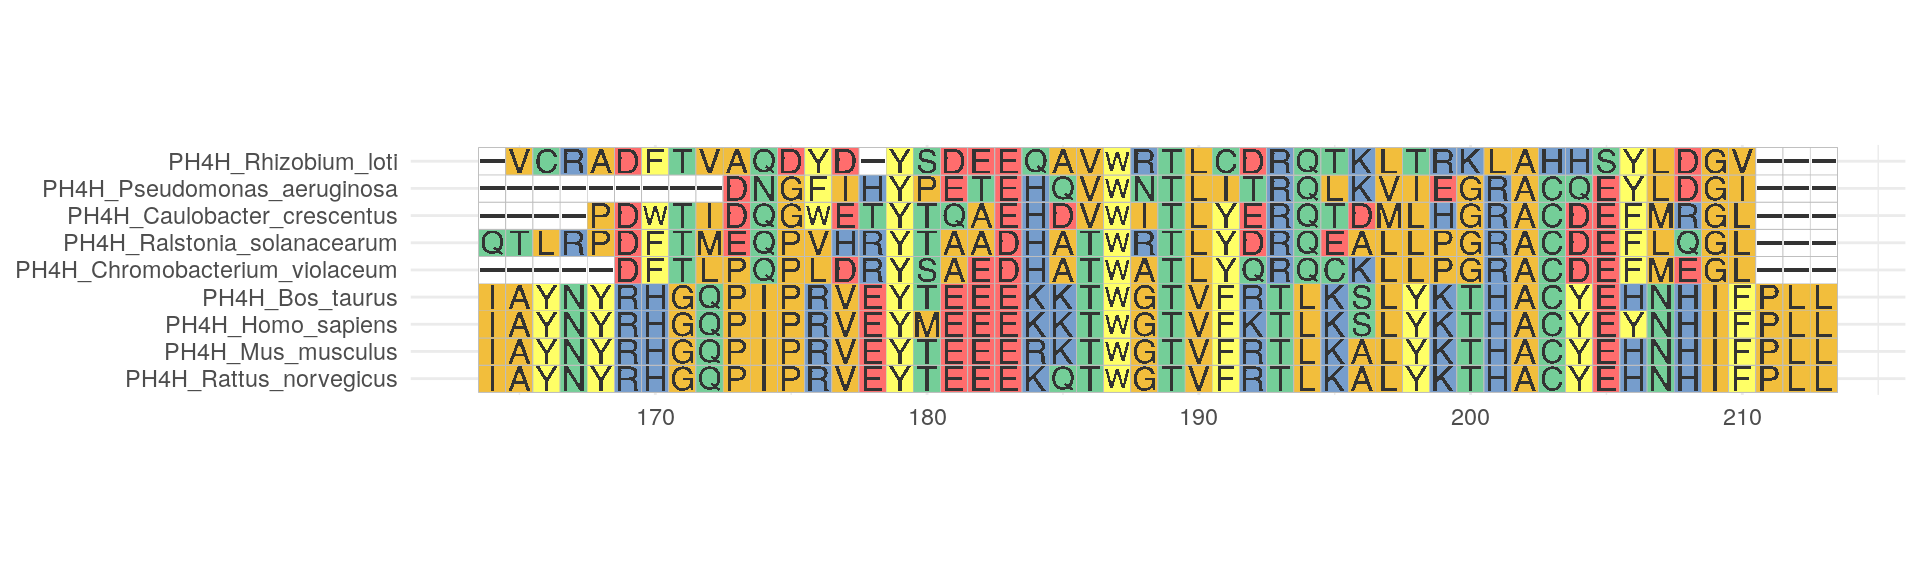 PH4H_Rhizobium_loti –VCRADFTVAQDYD–YSDEEQAVWRTLCDRQTKLTRKLAHHSYLDGV–––
PH4H_Pseudomonas_aeruginosa –––––––––DNGFIHYPETEHQVWNTLITRQLKVIEGRACQEYLDGI–––
PH4H_Caulobacter_crescentus ––––PDWTIDQGWETYTQAEHDVWITLYERQTDMLHGRACDEFMRGL–––
PH4H_Ralstonia_solanacearum QTLRPDFTMEQPVHRYTAADHATWRTLYDRQEALLPGRACDEFLQGL–––
PH4H_Chromobacterium_violaceum –––––DFTLPQPLDRYSAEDHATWATLYQRQCKLLPGRACDEFMEGL–––
PH4H_Bos_taurus IAYNYRHGQPIPRVEYTEEEKKTWGTVFRTLKSLYKTHACYEHNHIFPLL
PH4H_Homo_sapiens IAYNYRHGQPIPRVEYMEEEKKTWGTVFKTLKSLYKTHACYEYNHIFPLL
PH4H_Mus_musculus IAYNYRHGQPIPRVEYTEEERKTWGTVFRTLKALYKTHACYEHNHIFPLL
PH4H_Rattus_norvegicus IAYNYRHGQPIPRVEYTEEEKQTWGTVFRTLKALYKTHACYEHNHIFPLL
170 180 190 200 210